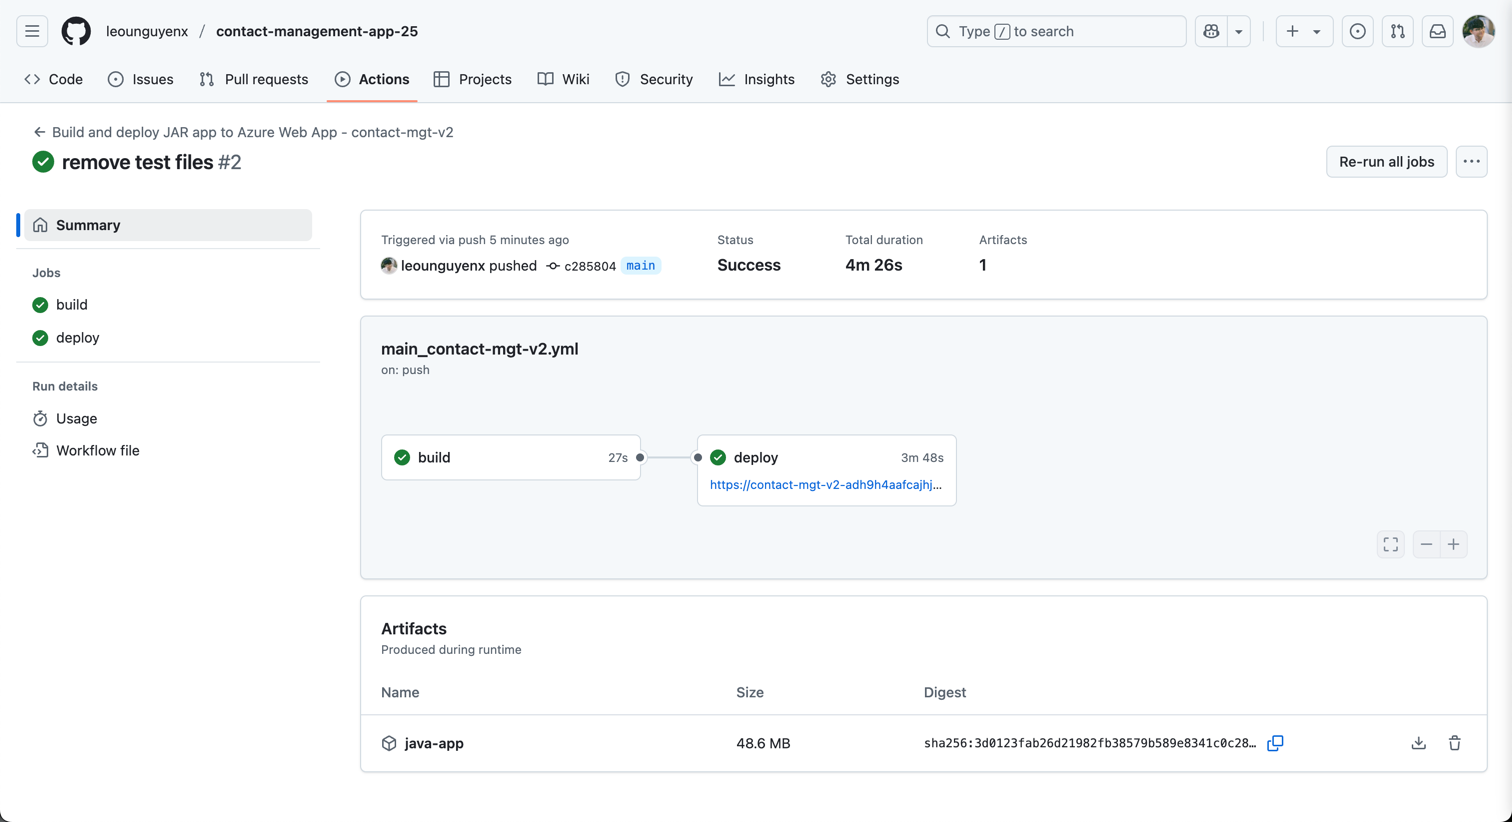 leounguyenx / contact-management-app-25
Type / to search
Code
Issues
Pull requests
Actions
Projects
Wiki
Security
Insights
Settings
Build and deploy JAR app to Azure Web App - contact-mgt-v2
remove test files #2
Re-run all jobs
Summary
Jobs
build
deploy
Run details
Usage
Workflow file
Triggered via push 5 minutes ago
leounguyenx pushed c285804 main
Status
Success
Total duration
4m 26s
Artifacts
1
main_contact-mgt-v2.yml
on: push
build 27s
deploy 3m 48s
https://contact-mgt-v2-adh9h4aafcajhj...
Artifacts
Produced during runtime
Name Size Digest
java-app 48.6 MB sha256:3d0123fab26d21982fb38579b589e8341c0c28…